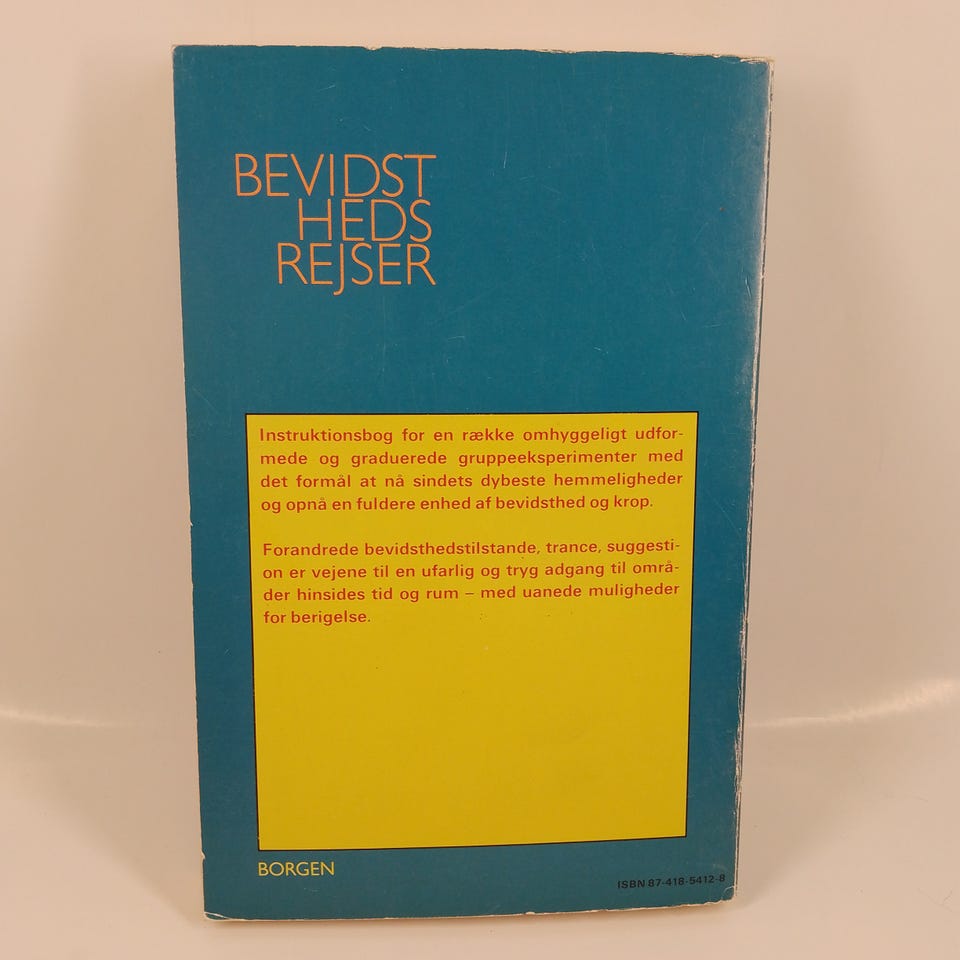 BEVIDST
HEDS
REJSER
Instruktionsbog for en række omhyggeligt udfor-
mede og graduerede gruppeeksperimenter med
det formål at nå sindets dybeste hemmeligheder
og opnå en fuldere enhed af bevidsthed og krop.
Forandrede bevidsthedstilstande, trance, suggesti-
on er vejene til en ufarlig og tryg adgang til områ-
der hinsides tid og rum – med uanede muligheder
for berigelse.
BORGEN
ISBN 87-418-5412-8